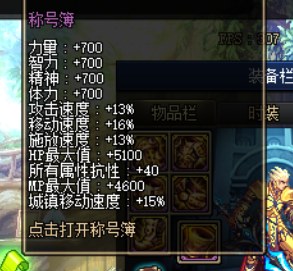 称号簿
FPS:307
力量:+700
智力:+700
精神:+700
体力:+700
装备栏
攻击速度:+13%
移动速度:+16%
施放速度:+13%
物品栏
时装
HP最大值:+5100
所有属性抗性:+40
MP最大值:+4600
城镇移动速度:+15%
点击打开称号簿